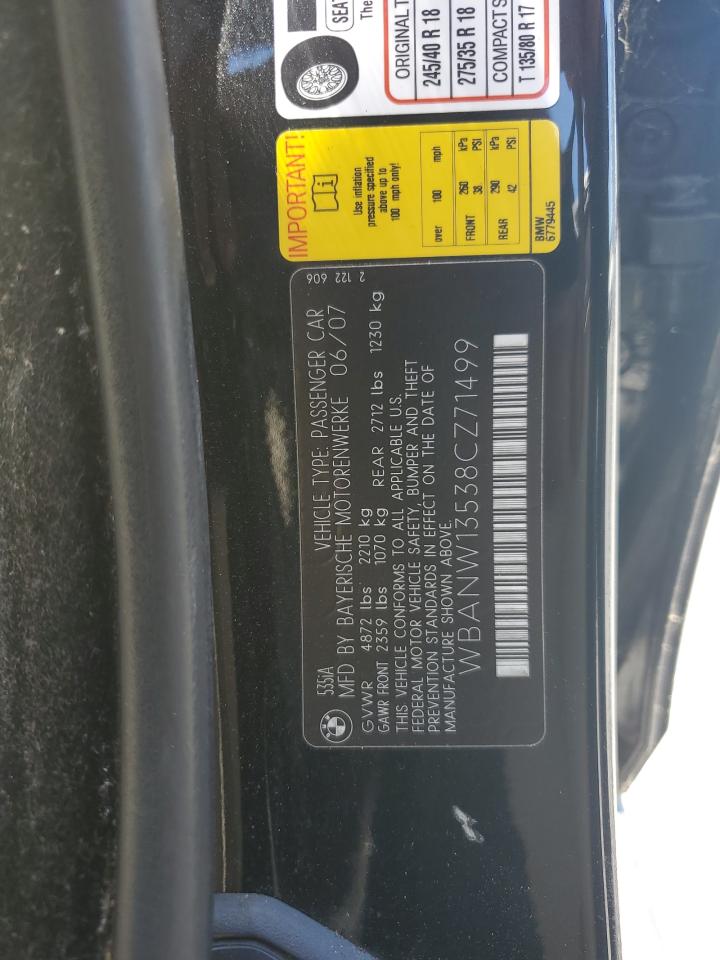 SEAT
The
ORIGINALT
245/40 R 18
275/35 R 18
COMPACTS
T 135/80 R 17
IMPORTANT!
i
Use inflation
pressure specified
above up to
100 mph only!
over 100 mph
FRONT 260 kPa
38 PSI
REAR 290 kPa
42 PSI
BMW
6779445
2 122 606
535iA VEHICLE TYPE: PASSENGER CAR
MFD BY BAYERISCHE MOTORENWERKE 06/07
GVWR 4872 lbs 2210 kg
GAWR FRONT 2359 lbs 1070 kg REAR 2712 lbs 1230 kg
THIS VEHICLE CONFORMS TO ALL APPLICABLE U.S.
FEDERAL MOTOR VEHICLE SAFETY, BUMPER AND THEFT
PREVENTION STANDARDS IN EFFECT ON THE DATE OF
MANUFACTURE SHOWN ABOVE.
WBANW13538CZ71499